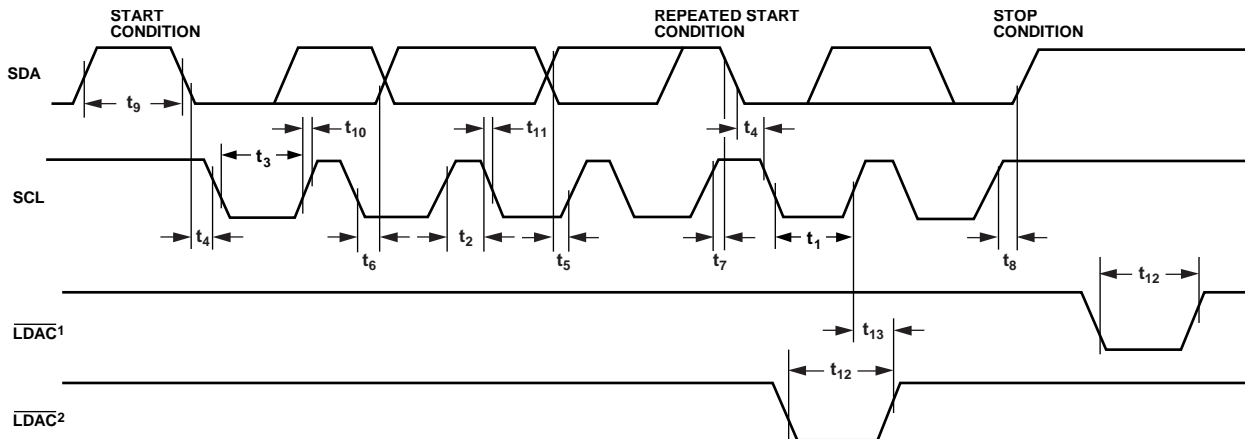 START
CONDITION
REPEATED START
CONDITION
STOP
CONDITION
SDA
t9
t10
t11
t4
t3
SCL
t4
t6
t2
t5
t7
t1
t8
t12
LDAC1
t13
t12
LDAC2